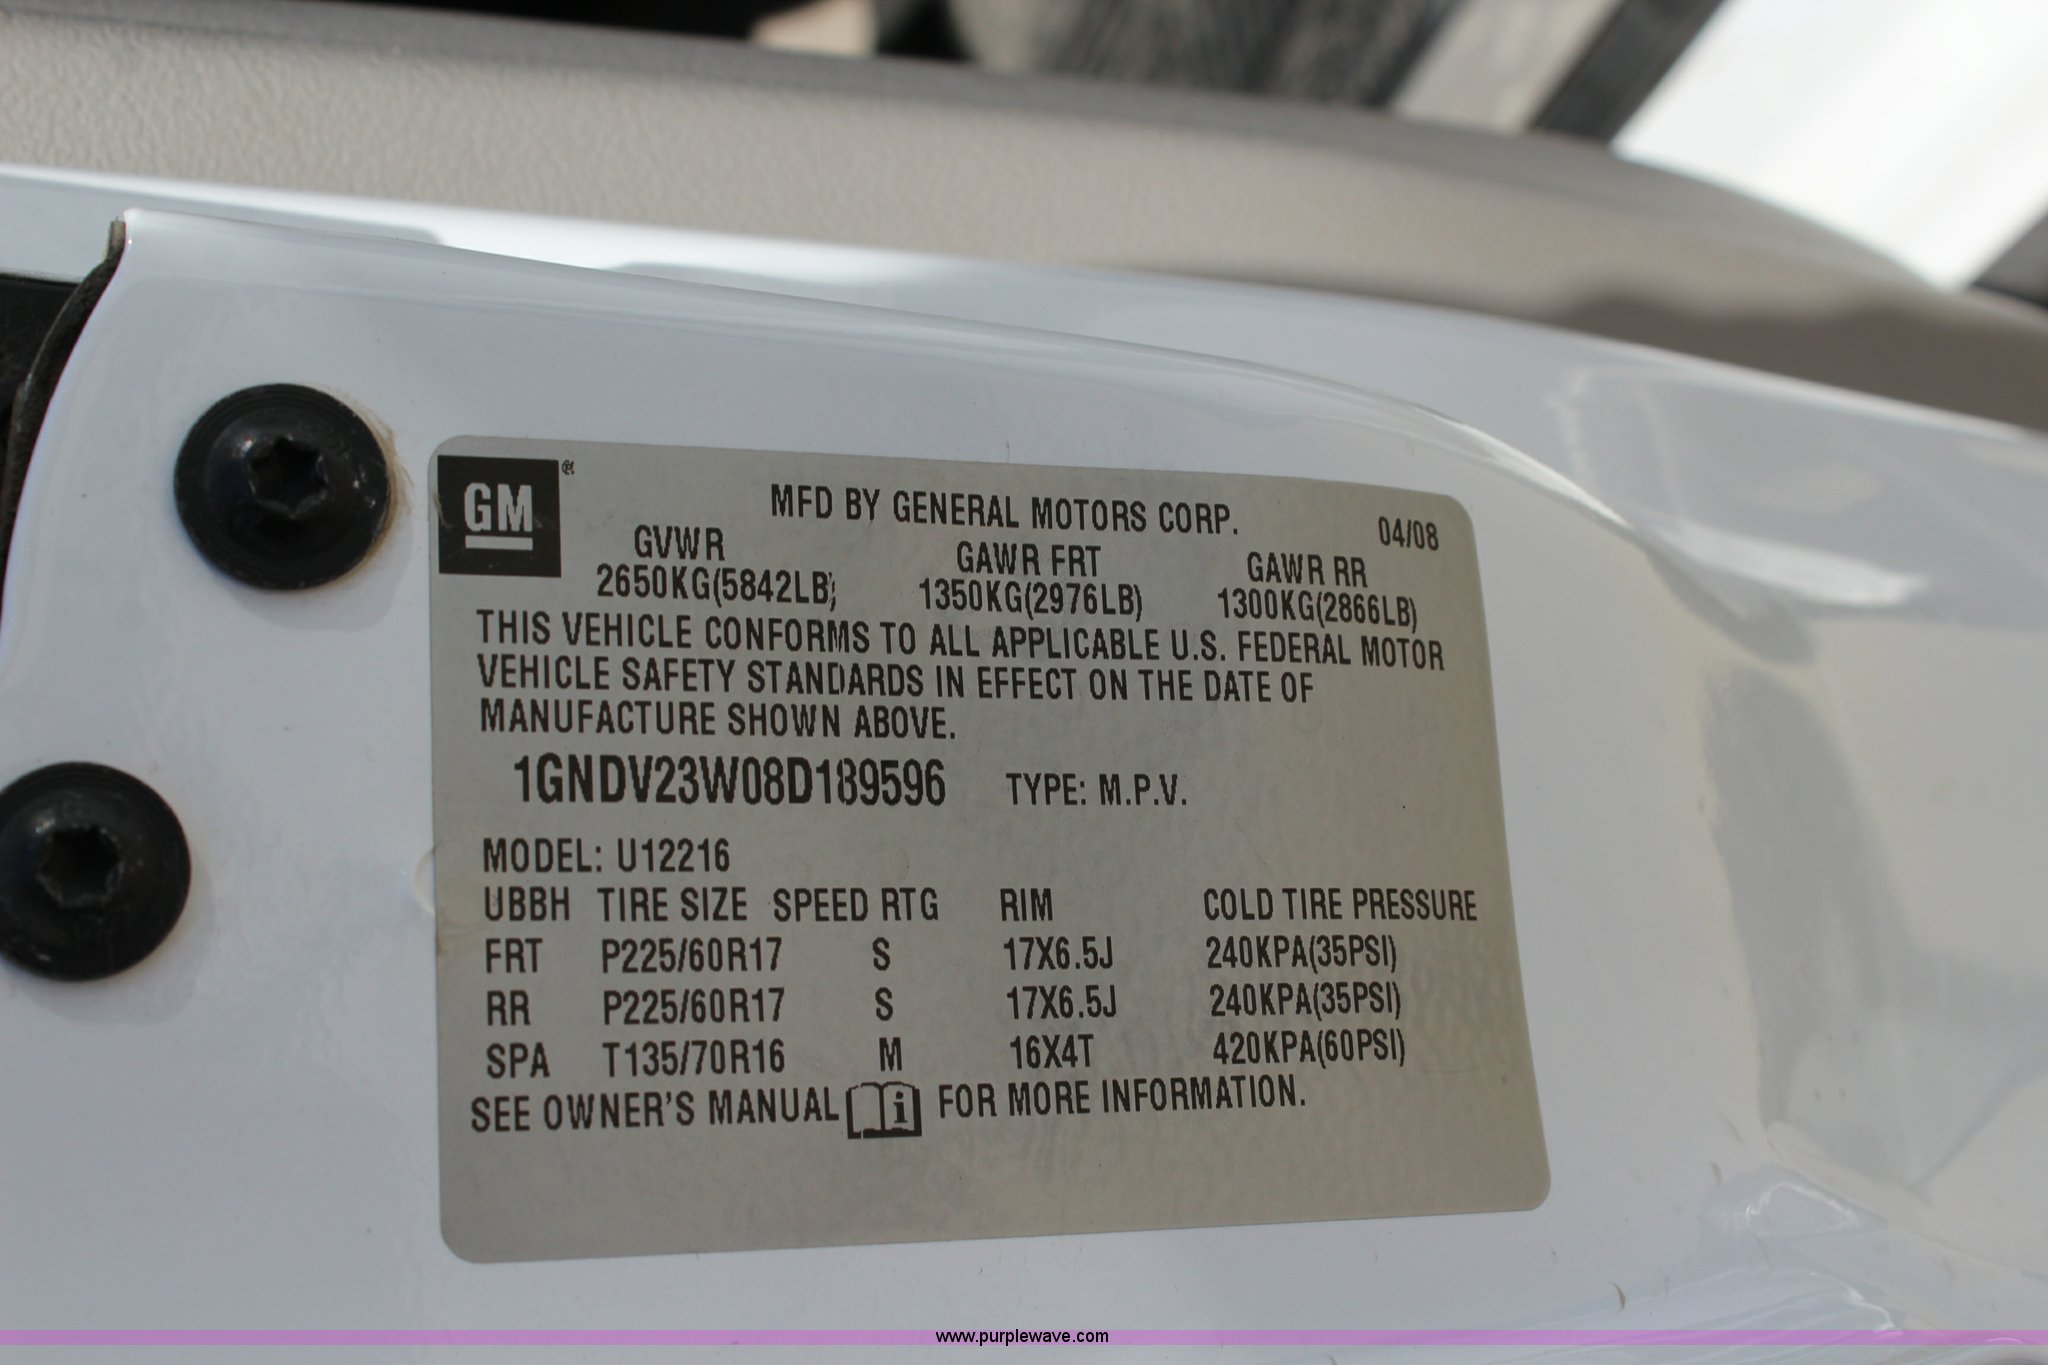 GM®
MFD BY GENERAL MOTORS CORP. 04/08
GVWR GAWR FRT GAWR RR
2650KG(5842LB) 1350KG(2976LB) 1300KG(2866LB)
THIS VEHICLE CONFORMS TO ALL APPLICABLE U.S. FEDERAL MOTOR
VEHICLE SAFETY STANDARDS IN EFFECT ON THE DATE OF
MANUFACTURE SHOWN ABOVE.
1GNDV23W08D189596 TYPE: M.P.V.
MODEL: U12216
UBBH TIRE SIZE SPEED RTG RIM COLD TIRE PRESSURE
FRT P225/60R17 S 17X6.5J 240KPA(35PSI)
RR P225/60R17 S 17X6.5J 240KPA(35PSI)
SPA T135/70R16 M 16X4T 420KPA(60PSI)
SEE OWNER'S MANUAL i FOR MORE INFORMATION.
www.purplewave.com